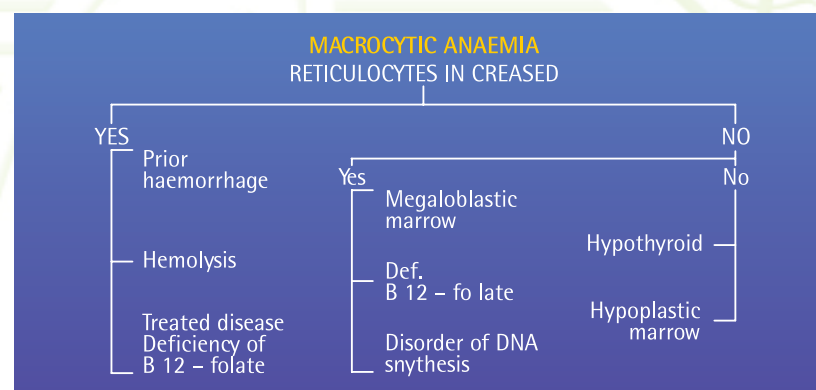 MACROCYTIC ANAEMIA
RETICULOCYTES IN CREASED
YES
Prior
haemorrhage
Hemolysis
Treated disease
Deficiency of
B 12 – folate
NO
Yes
Megaloblastic
marrow
Def.
B 12 – fo late
Disorder of DNA
snythesis
No
Hypothyroid
Hypoplastic
marrow